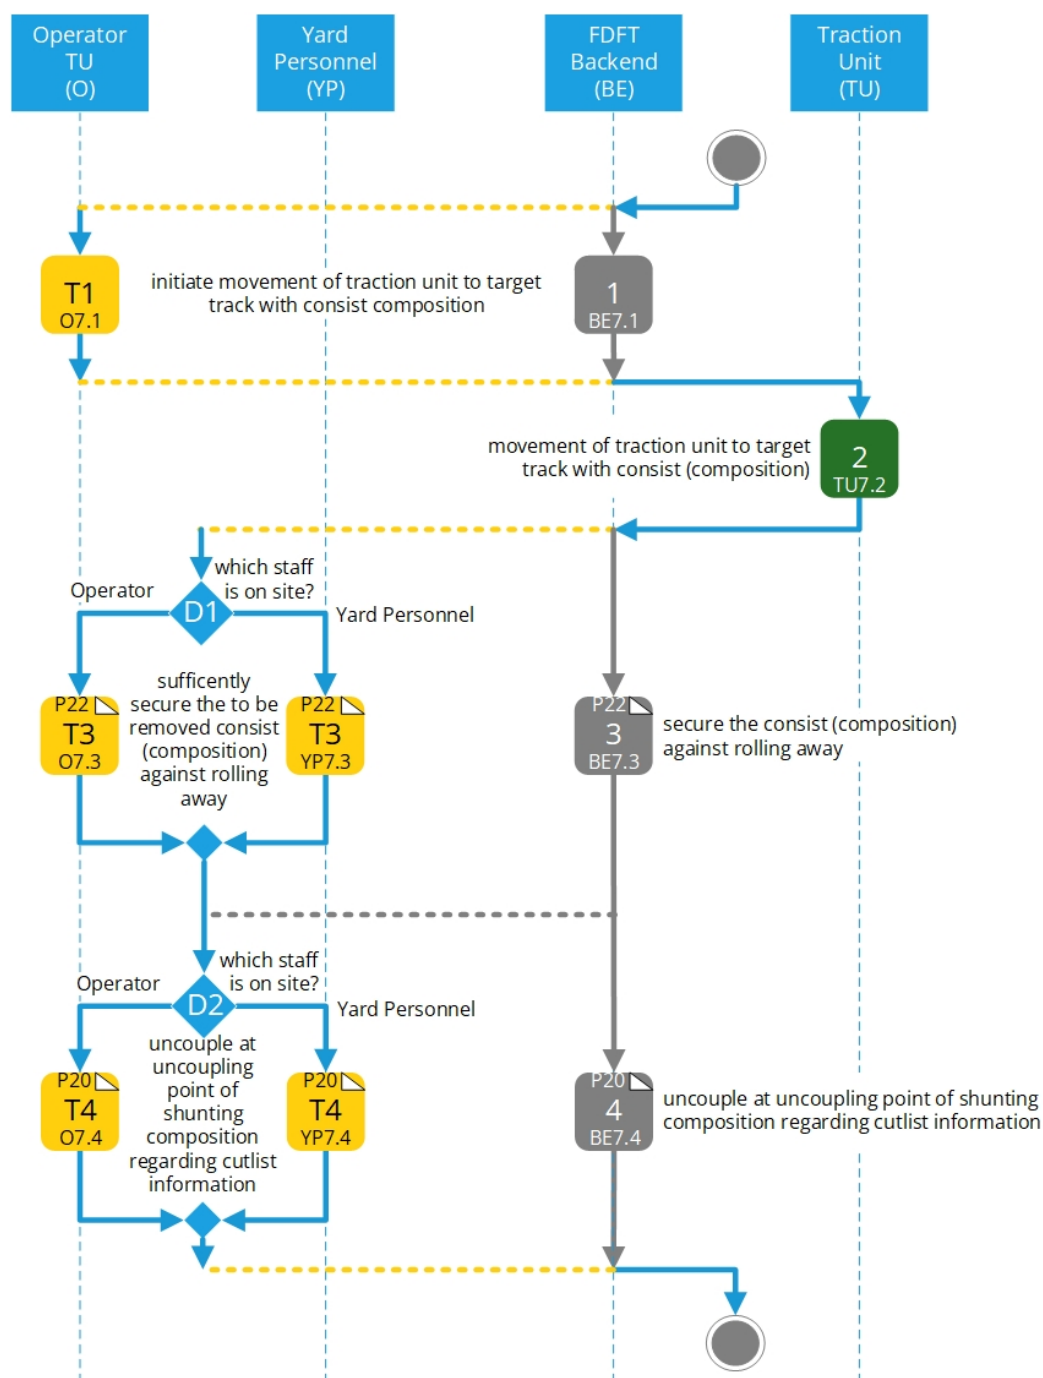 Operator
TU
(O)
Yard
Personnel
(YP)
FDFT
Backend
(BE)
Traction
Unit
(TU)
T1
O7.1
initiate movement of traction unit to target
track with consist composition
1
BE7.1
movement of traction unit to target
track with consist (composition)
2
TU7.2
which staff
is on site?
Operator
D1
Yard Personnel
P22
T3
O7.3
sufficently
secure the to be
removed consist
(composition)
against rolling
away
P22
T3
YP7.3
P22
3
BE7.3
secure the consist (composition)
against rolling away
which staff
is on site?
Operator
D2
Yard Personnel
P20
T4
O7.4
uncouple at
uncoupling
point of
shunting
composition
regarding cutlist
information
P20
T4
YP7.4
P20
4
BE7.4
uncouple at uncoupling point of shunting
composition regarding cutlist information